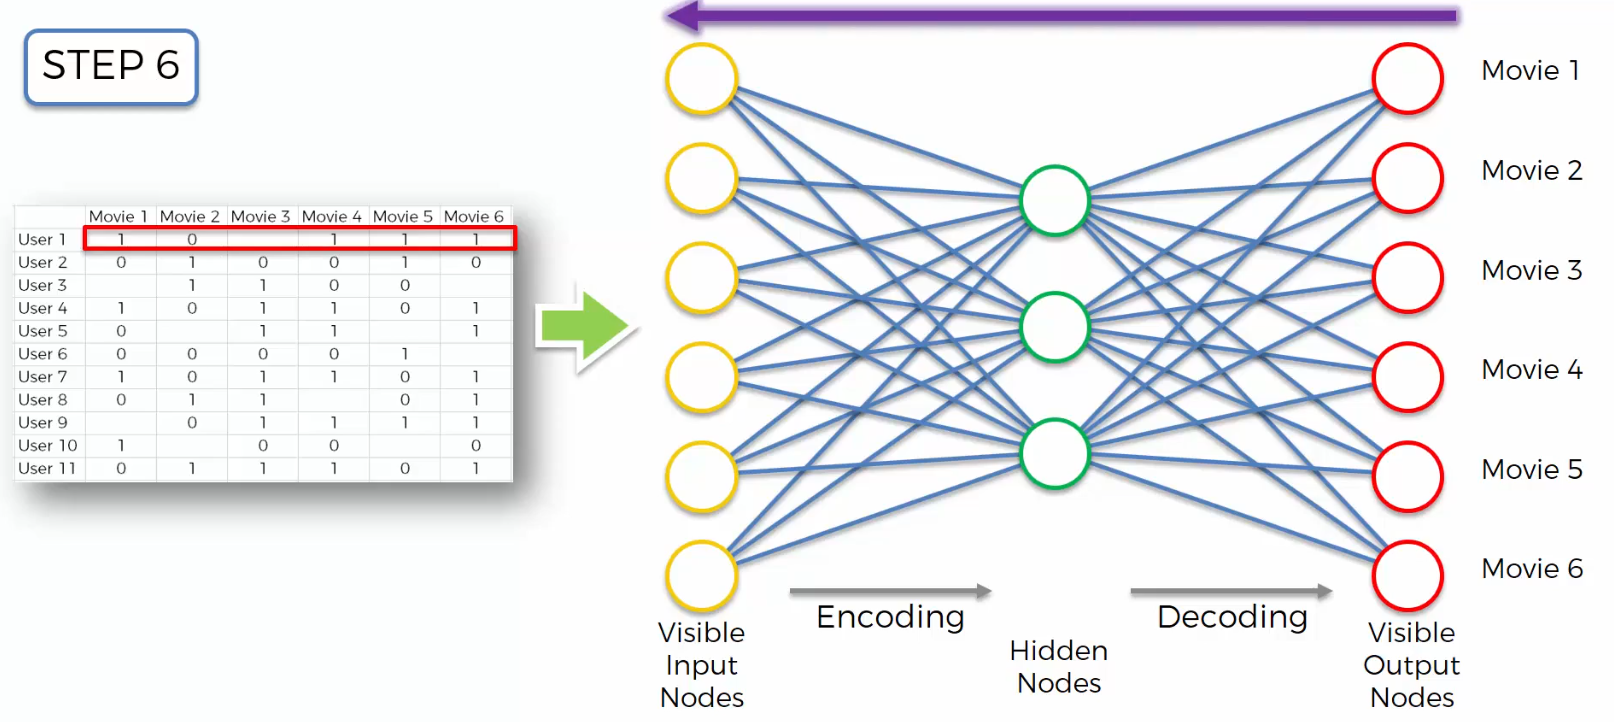 STEP 6
Movie 1 Movie 2 Movie 3 Movie 4 Movie 5 Movie 6
User 1 1 0 1 1 1
User 2 0 1 0 0 1 0
User 3 1 1 0 0
User 4 1 0 1 1 0 1
User 5 0 1 1 1
User 6 0 0 0 0 1
User 7 1 0 1 1 0 1
User 8 0 1 1 0 1
User 9 0 1 1 1 1
User 10 1 0 0 0
User 11 0 1 1 1 0 1
Movie 1
Movie 2
Movie 3
Movie 4
Movie 5
Movie 6
Encoding
Decoding
Visible
Input
Nodes
Hidden
Nodes
Visible
Output
Nodes